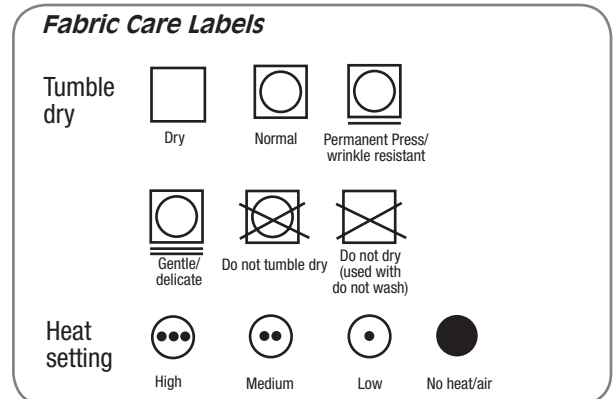 Fabric Care Labels
Tumble
dry
Dry
Normal
Permanent Press/
wrinkle resistant
Gentle/
delicate
Do not tumble dry
Do not dry
(used with
do not wash)
Heat
setting
High
Medium
Low
No heat/air